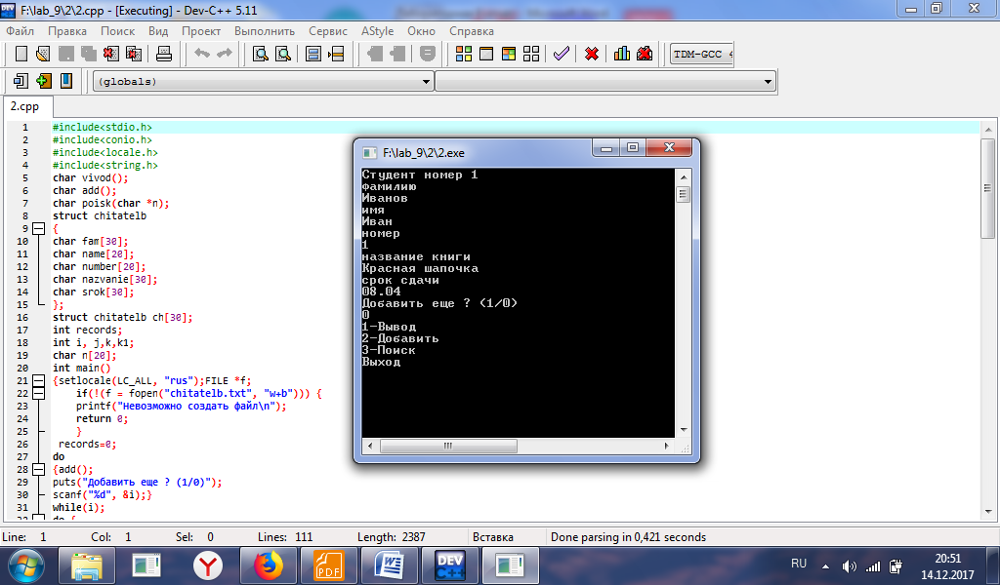 F:\lab_9\2\2.cpp - [Executing] - Dev-C++ 5.11
Файл Правка Поиск Вид Проект Выполнить Сервис AStyle Окно Справка
TDM-GCC
(globals)
2.cpp
1 #include<stdio.h>
2 #include<conio.h>
3 #include<locale.h>
4 #include<string.h>
5 char vivod();
6 char add();
7 char poisk(char *n);
8 struct chitatelb
9 {
10 char fam[30];
11 char name[20];
12 char number[20];
13 char nazvanie[30];
14 char srok[30];
15 };
16 struct chitatelb ch[30];
17 int records;
18 int i, j,k,k1;
19 char n[20];
20 int main()
21 {setlocale(LC_ALL, "rus");FILE *f;
22 if(!(f = fopen("chitatelb.txt", "w+b"))) {
23 printf("Невозможно создать файл\n");
24 return 0;
25 }
26 records=0;
27 do
28 {add();
29 puts("Добавить еще ? (1/0)");
30 scanf("%d", &i);}
31 while(i);
32 do {
F:\lab_9\2\2.exe
Студент номер 1
фамилию
Иванов
имя
Иван
номер
1
название книги
Красная шапочка
срок сдачи
08.04
Добавить еще ? (1/0)
0
1-Вывод
2-Добавить
3-Поиск
Выход
Line: 1 Col: 1 Sel: 0 Lines: 111 Length: 2387 Вставка Done parsing in 0,421 seconds
PDF
DEV
C++
RU
20:51
14.12.2017